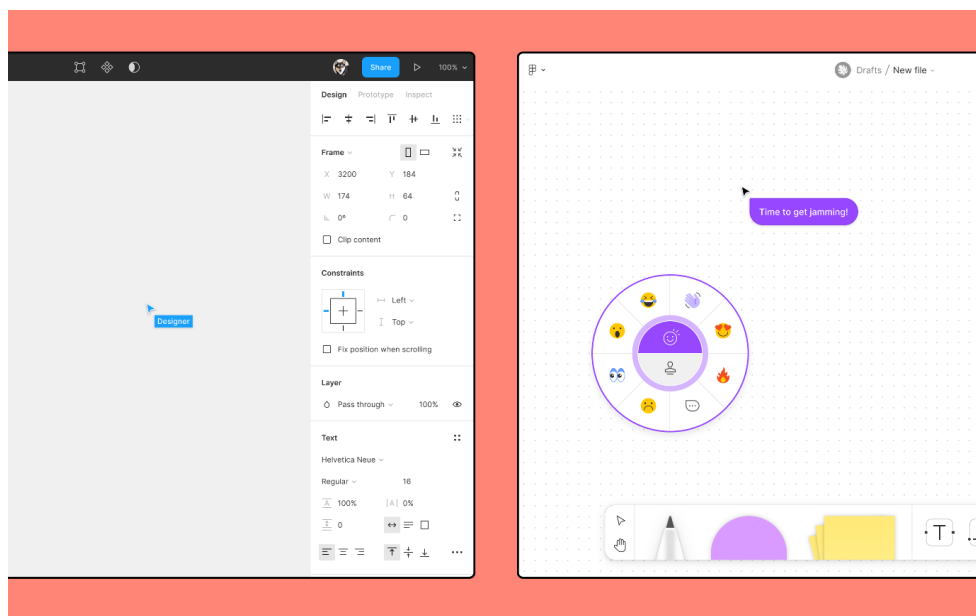 Share
100%
Design Prototype Inspect
Frame
X 3200 Y 184
W 174 H 64
0° 0
Clip content
Constraints
Left
Top
Fix position when scrolling
Layer
Pass through 100%
Text
Helvetica Neue
Regular 16
A 100% |A| 0%
0
Designer
Drafts / New file
Time to get jamming!
T